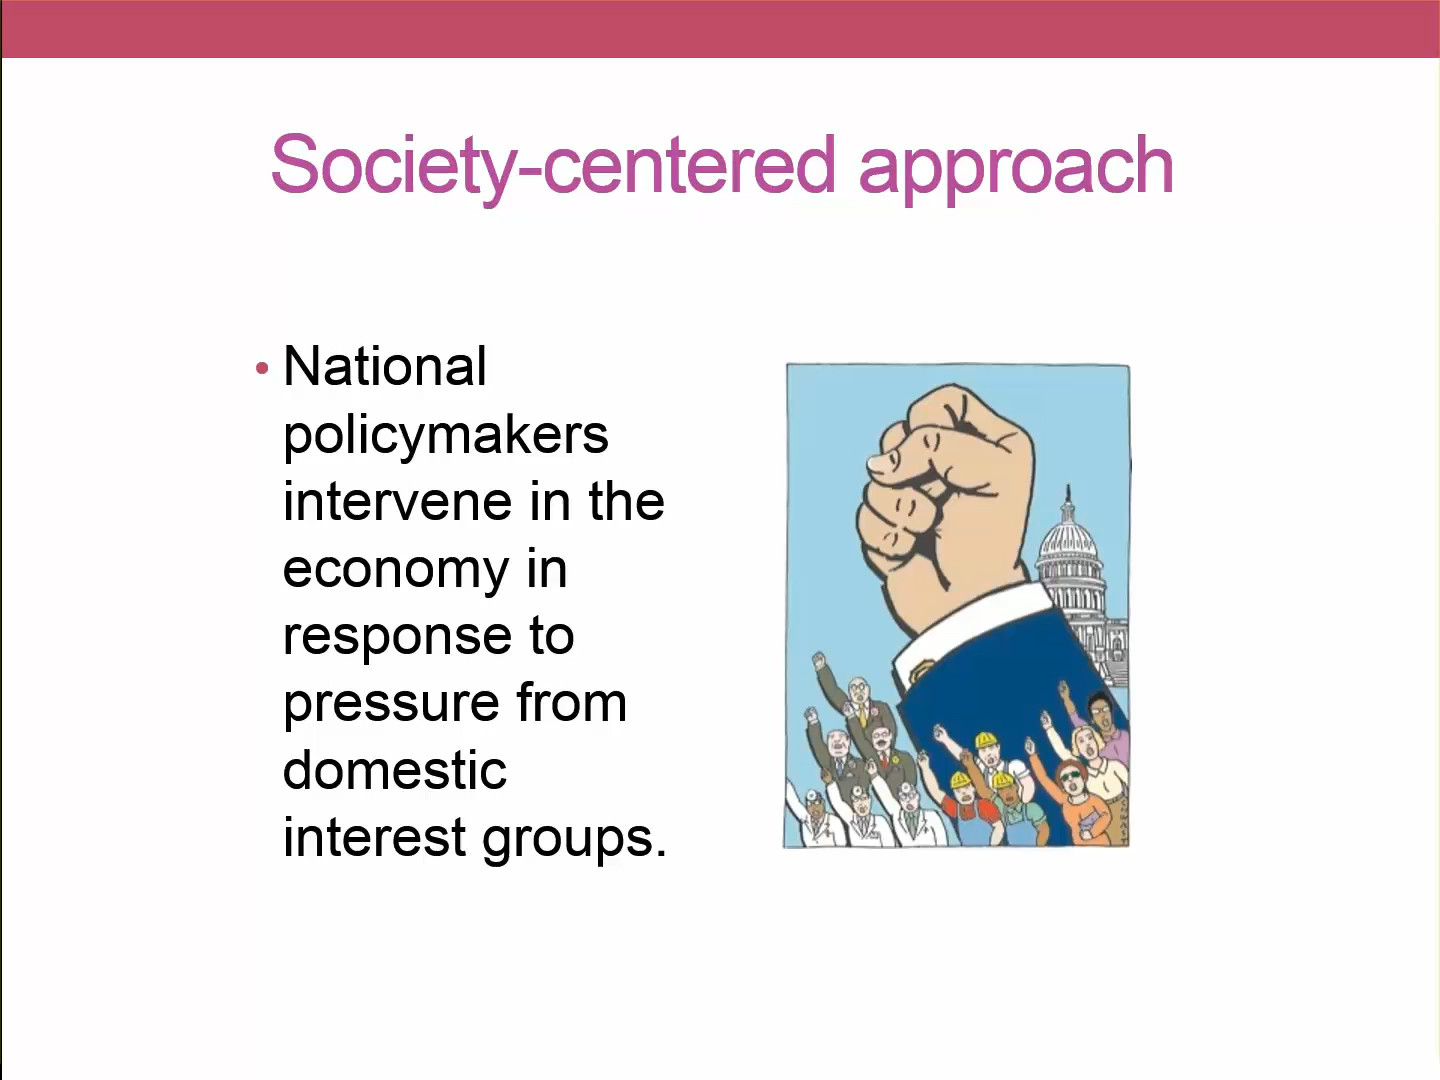 Society-centered approach
• National
policymakers
intervene in the
economy in
response to
pressure from
domestic
interest groups.